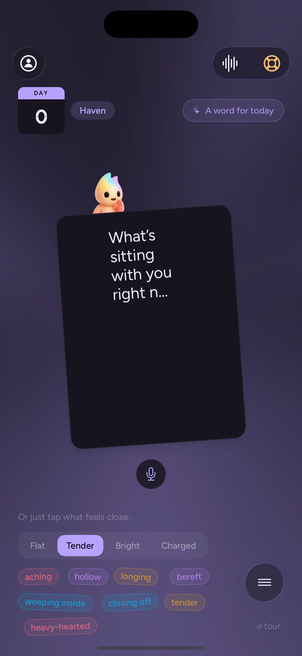 DAY
0
Haven
A word for today
What's
sitting
with you
right n...
Or just tap what feels close:
Flat Tender Bright Charged
aching hollow longing bereft
weeping inside closing off tender
heavy-hearted
↺ tour